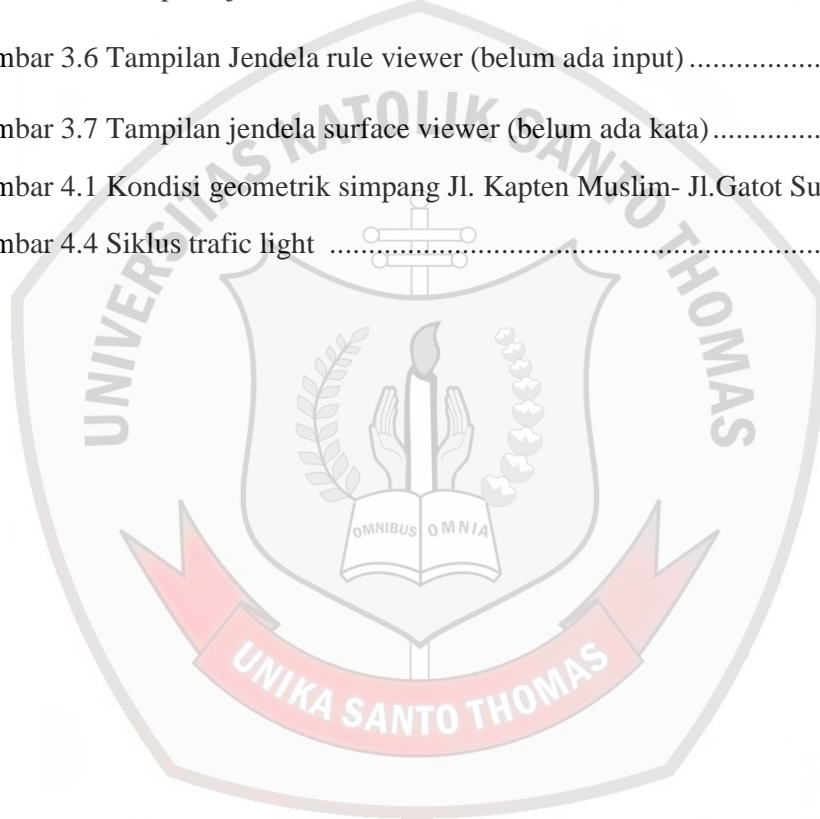 mbar 3.6 Tampilan Jendela rule viewer (belum ada input) ..................
mbar 3.7 Tampilan jendela surface viewer (belum ada kata) ...............
mbar 4.1 Kondisi geometrik simpang Jl. Kapten Muslim- Jl.Gatot Su
mbar 4.4 Siklus trafic light ................................................................
UNIVERSITAS KATOLIK SANTO THOMAS
OMNIBUS OMNIA
UNIKA SANTO THOMAS